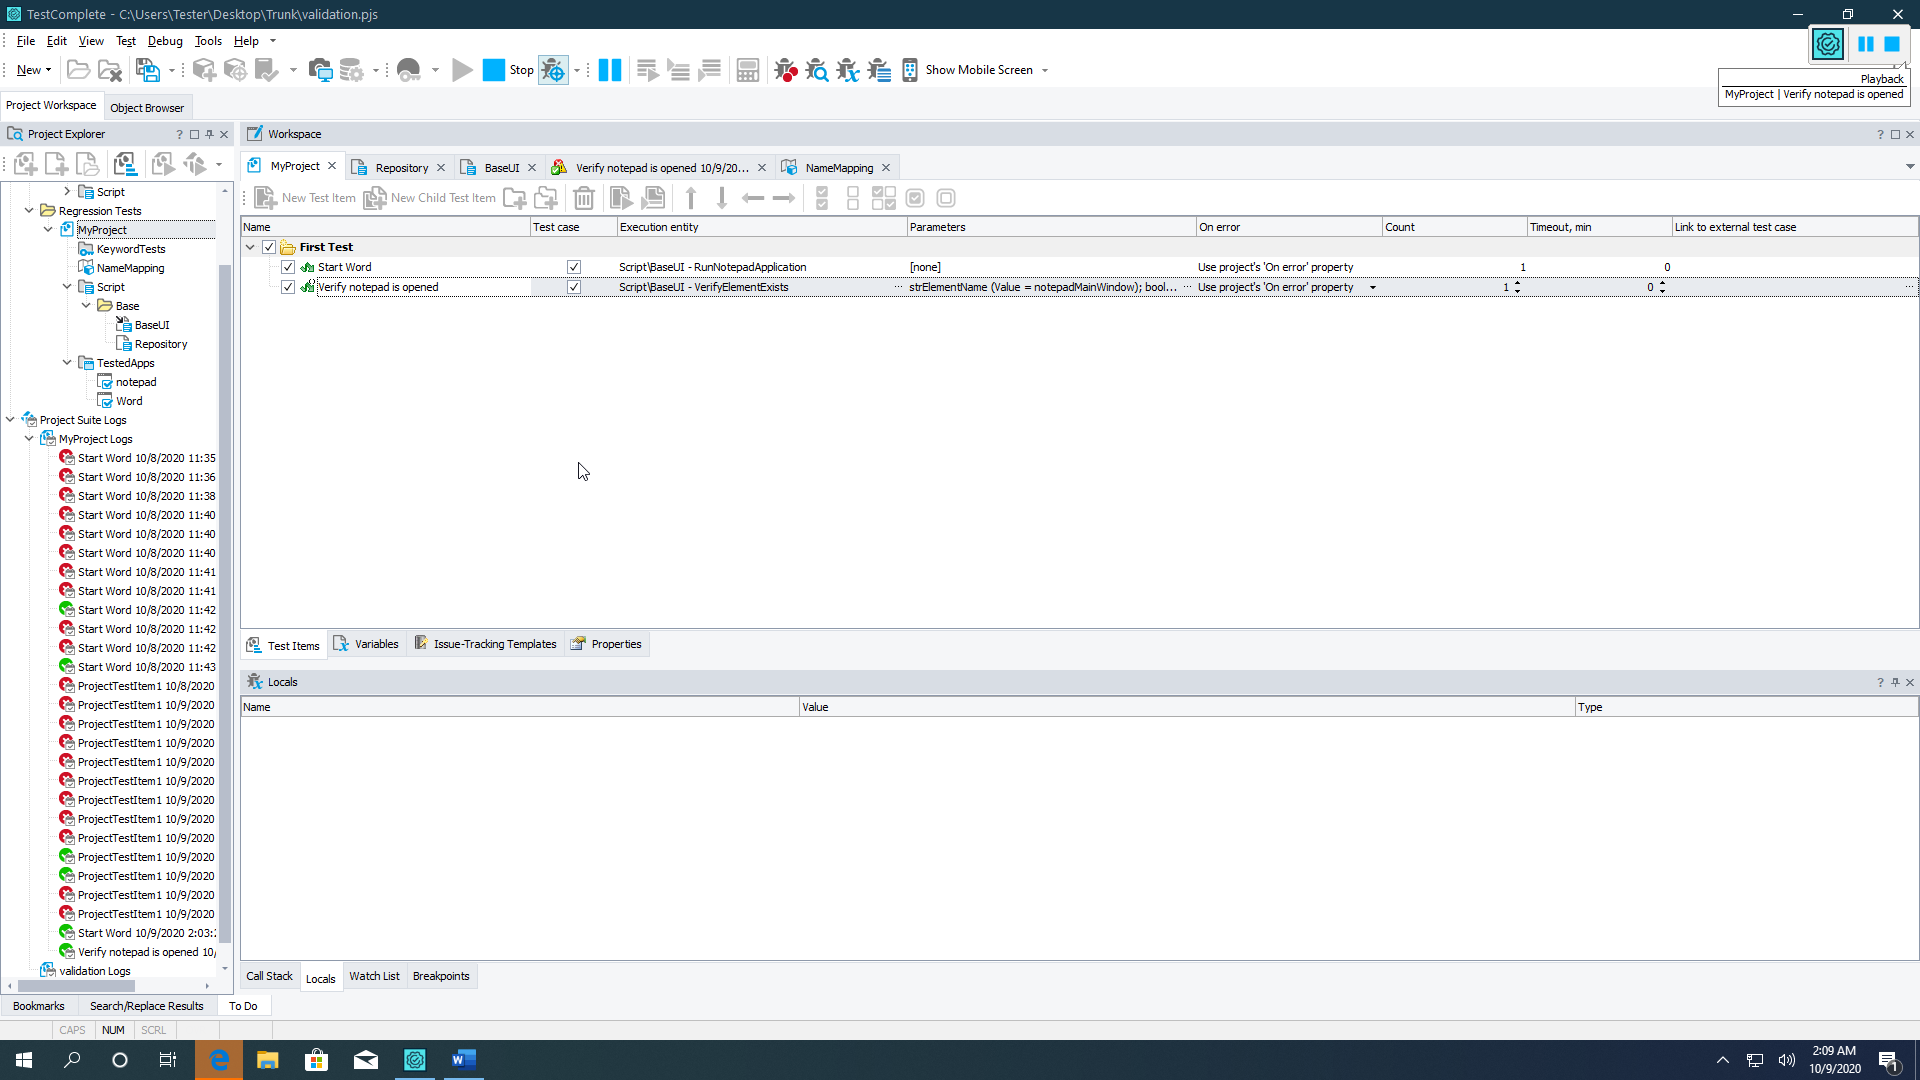 TestComplete - C:\Users\Tester\Desktop\Trunk\validation.pjs
File Edit View Test Debug Tools Help
New
Stop
Show Mobile Screen
Playback
MyProject | Verify notepad is opened
Project Workspace
Object Browser
Project Explorer
Workspace
MyProject
Repository
BaseUI
Verify notepad is opened 10/9/20...
NameMapping
New Test Item
New Child Test Item
Name Test case Execution entity Parameters On error Count Timeout, min Link to external test case
First Test
Start Word Script\BaseUI - RunNotepadApplication [none] Use project's 'On error' property 1 0
Verify notepad is opened Script\BaseUI - VerifyElementExists ... strElementName (Value = notepadMainWindow); bool... ... Use project's 'On error' property 1 0 ...
Script
Regression Tests
MyProject
KeywordTests
NameMapping
Script
Base
BaseUI
Repository
TestedApps
notepad
Word
Project Suite Logs
MyProject Logs
Start Word 10/8/2020 11:35
Start Word 10/8/2020 11:36
Start Word 10/8/2020 11:38
Start Word 10/8/2020 11:40
Start Word 10/8/2020 11:40
Start Word 10/8/2020 11:40
Start Word 10/8/2020 11:41
Start Word 10/8/2020 11:41
Start Word 10/8/2020 11:42
Start Word 10/8/2020 11:42
Start Word 10/8/2020 11:42
Start Word 10/8/2020 11:43
ProjectTestItem1 10/8/2020
ProjectTestItem1 10/9/2020
ProjectTestItem1 10/9/2020
ProjectTestItem1 10/9/2020
ProjectTestItem1 10/9/2020
ProjectTestItem1 10/9/2020
ProjectTestItem1 10/9/2020
ProjectTestItem1 10/9/2020
ProjectTestItem1 10/9/2020
ProjectTestItem1 10/9/2020
ProjectTestItem1 10/9/2020
ProjectTestItem1 10/9/2020
ProjectTestItem1 10/9/2020
Start Word 10/9/2020 2:03:
Verify notepad is opened 10/
validation Logs
Test Items
Variables
Issue-Tracking Templates
Properties
Locals
Name Value Type
Call Stack
Locals
Watch List
Breakpoints
Bookmarks
Search/Replace Results
To Do
CAPS NUM SCRL
2:09 AM
10/9/2020
1